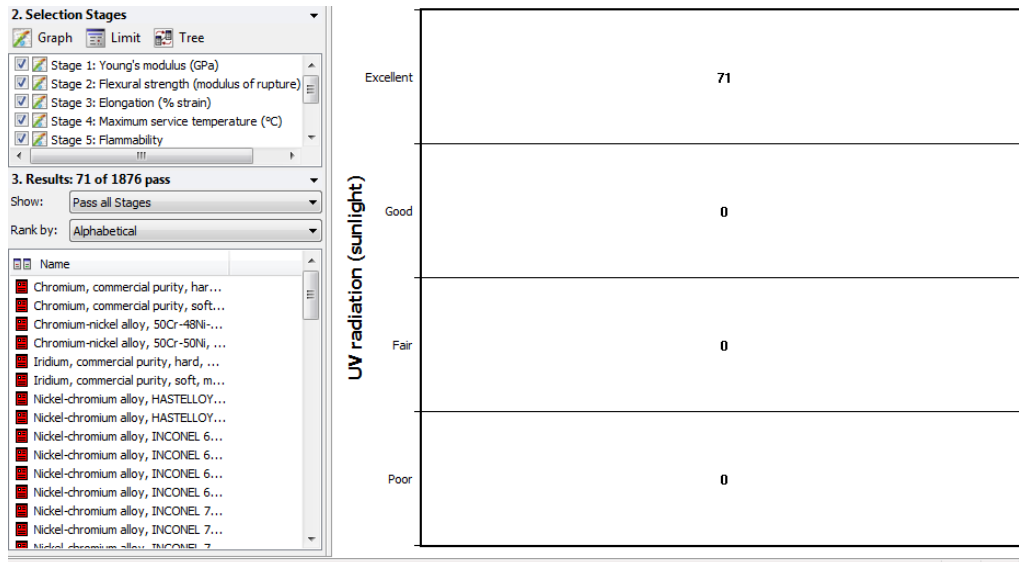 2. Selection Stages
Graph Limit Tree
Stage 1: Young's modulus (GPa)
Stage 2: Flexural strength (modulus of rupture)
Stage 3: Elongation (% strain)
Stage 4: Maximum service temperature (°C)
Stage 5: Flammability
3. Results: 71 of 1876 pass
Show: Pass all Stages
Rank by: Alphabetical
Name
Chromium, commercial purity, har...
Chromium, commercial purity, soft...
Chromium-nickel alloy, 50Cr-48Ni-...
Chromium-nickel alloy, 50Cr-50Ni, ...
Iridium, commercial purity, hard, ...
Iridium, commercial purity, soft, m...
Nickel-chromium alloy, HASTELLOY...
Nickel-chromium alloy, HASTELLOY...
Nickel-chromium alloy, INCONEL 6...
Nickel-chromium alloy, INCONEL 6...
Nickel-chromium alloy, INCONEL 6...
Nickel-chromium alloy, INCONEL 6...
Nickel-chromium alloy, INCONEL 7...
Nickel-chromium alloy, INCONEL 7...
Nickel-chromium alloy, INCONEL 7...
UV radiation (sunlight)
Excellent 71
Good 0
Fair 0
Poor 0